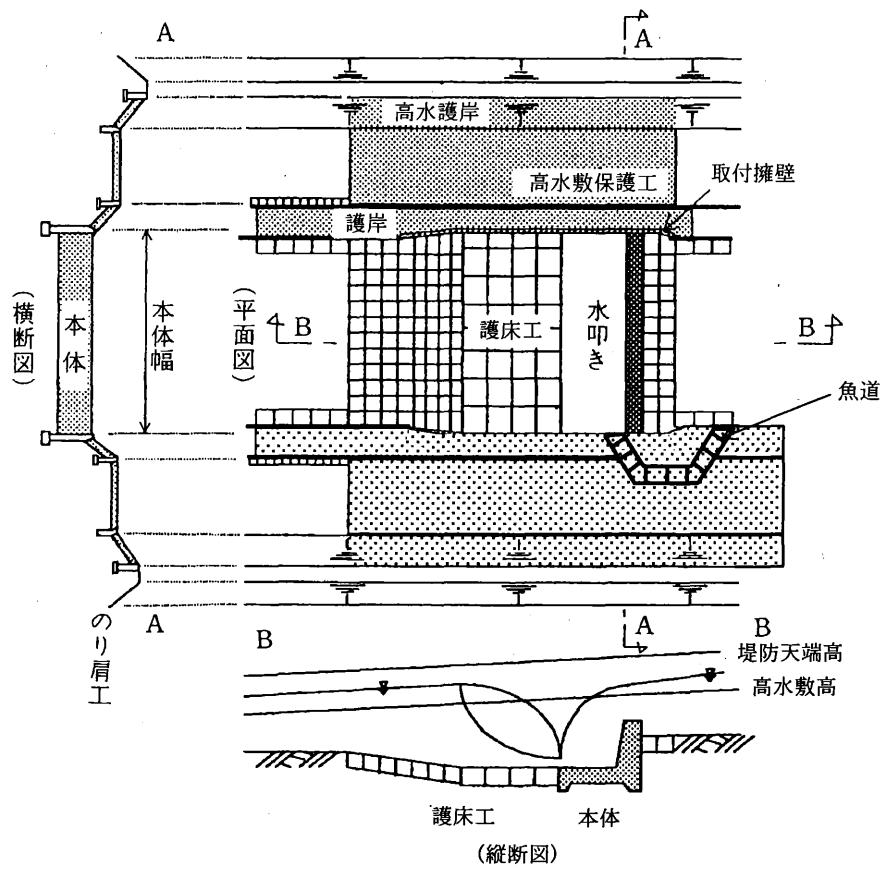 A
A
高水護岸
高水敷保護工
取付擁壁
護岸
(横断図)
本体
本体幅
(平面図)
B
護床工
水叩き
B
魚道
のり肩工
A
B
A
B
堤防天端高
高水敷高
護床工
本体
(縦断図)